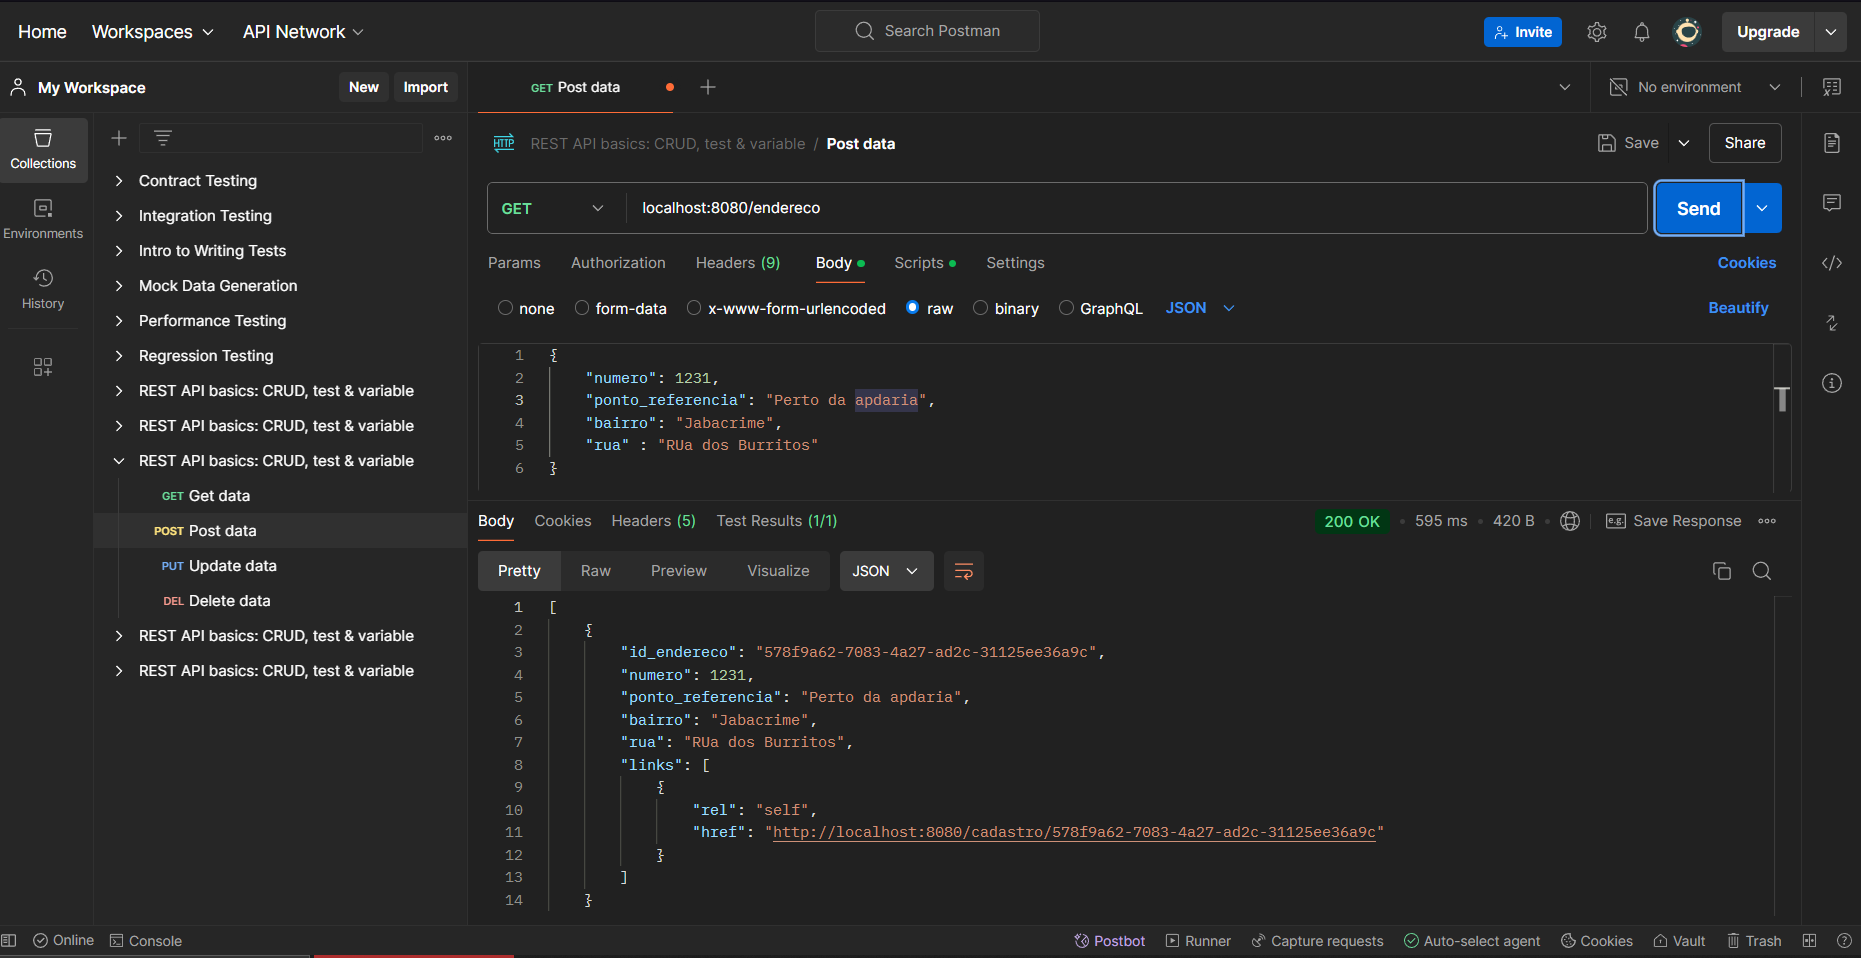 Home Workspaces API Network Search Postman Invite Upgrade
My Workspace New Import GET Post data No environment
Collections
Environments
History
Contract Testing
Integration Testing
Intro to Writing Tests
Mock Data Generation
Performance Testing
Regression Testing
REST API basics: CRUD, test & variable
REST API basics: CRUD, test & variable
REST API basics: CRUD, test & variable
GET Get data
POST Post data
PUT Update data
DEL Delete data
REST API basics: CRUD, test & variable
REST API basics: CRUD, test & variable
HTTP REST API basics: CRUD, test & variable / Post data Save Share
GET localhost:8080/endereco Send
Params Authorization Headers (9) Body Scripts Settings Cookies
none form-data x-www-form-urlencoded raw binary GraphQL JSON Beautify
1 {
2 "numero": 1231,
3 "ponto_referencia": "Perto da apdaria",
4 "bairro": "Jabacrime",
5 "rua" : "RUa dos Burritos"
6 }
Body Cookies Headers (5) Test Results (1/1) 200 OK 595 ms 420 B e.g. Save Response
Pretty Raw Preview Visualize JSON
1 [
2 {
3 "id_endereco": "578f9a62-7083-4a27-ad2c-31125ee36a9c",
4 "numero": 1231,
5 "ponto_referencia": "Perto da apdaria",
6 "bairro": "Jabacrime",
7 "rua": "RUa dos Burritos",
8 "links": [
9 {
10 "rel": "self",
11 "href": "http://localhost:8080/cadastro/578f9a62-7083-4a27-ad2c-31125ee36a9c"
12 }
13 ]
14 }
Online Console Postbot Runner Capture requests Auto-select agent Cookies Vault Trash